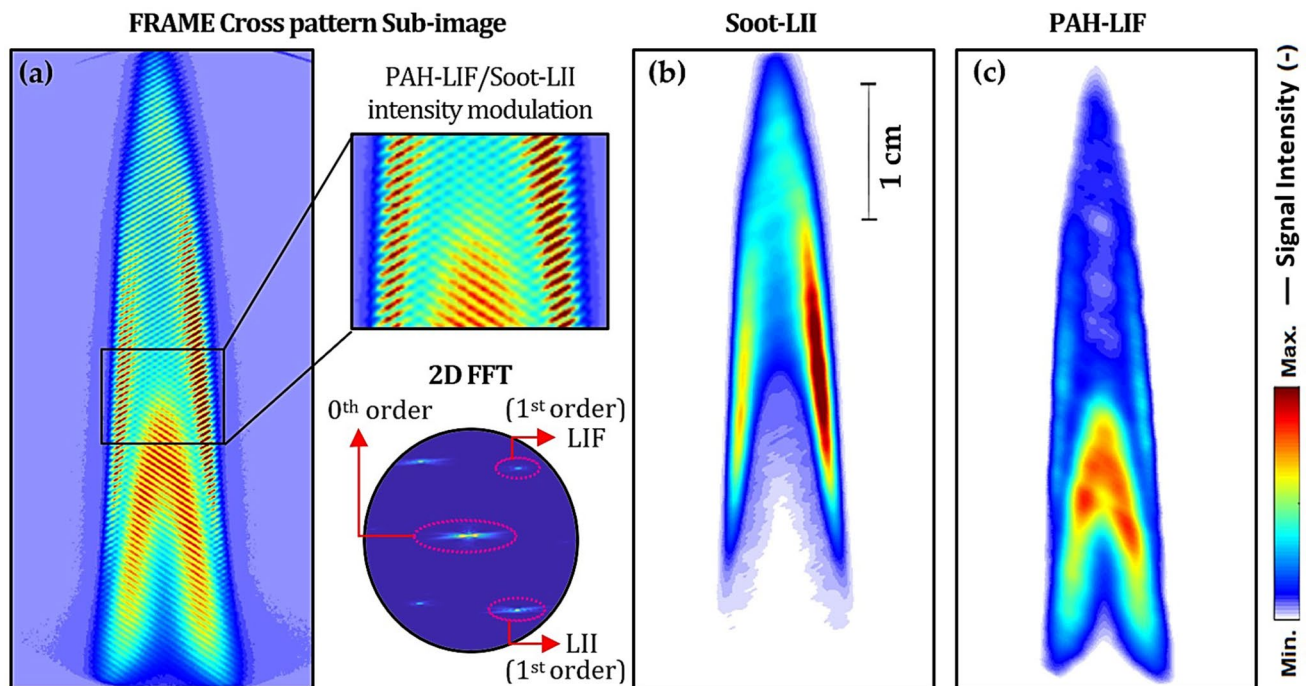 FRAME Cross pattern Sub-image
Soot-LII
PAH-LIF
(a)
PAH-LIF/Soot-LII
intensity modulation
2D FFT
0th order
(1st order)
LIF
LII
(1st order)
(b)
1 cm
(c)
Min. — Signal Intensity (-) Max.